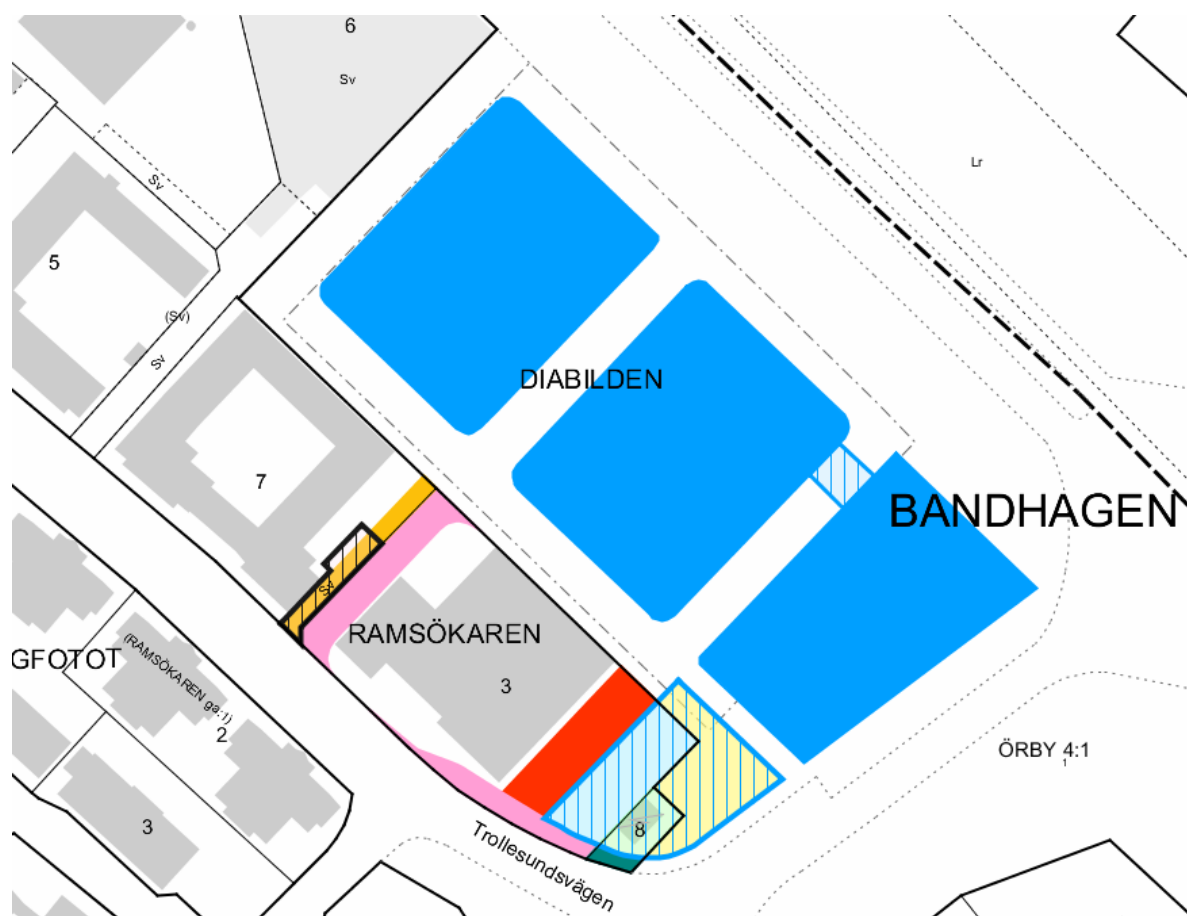 6
Sv
Lr
Sv
5
(Sv)
Sv
DIABILDEN
7
BANDHAGEN
Sv
RAMSÖKAREN
GFOTOT
(RAMSÖKAREN ga:1)
3
2
ÖRBY 4:1
1
3
8
Trollesundsvägen